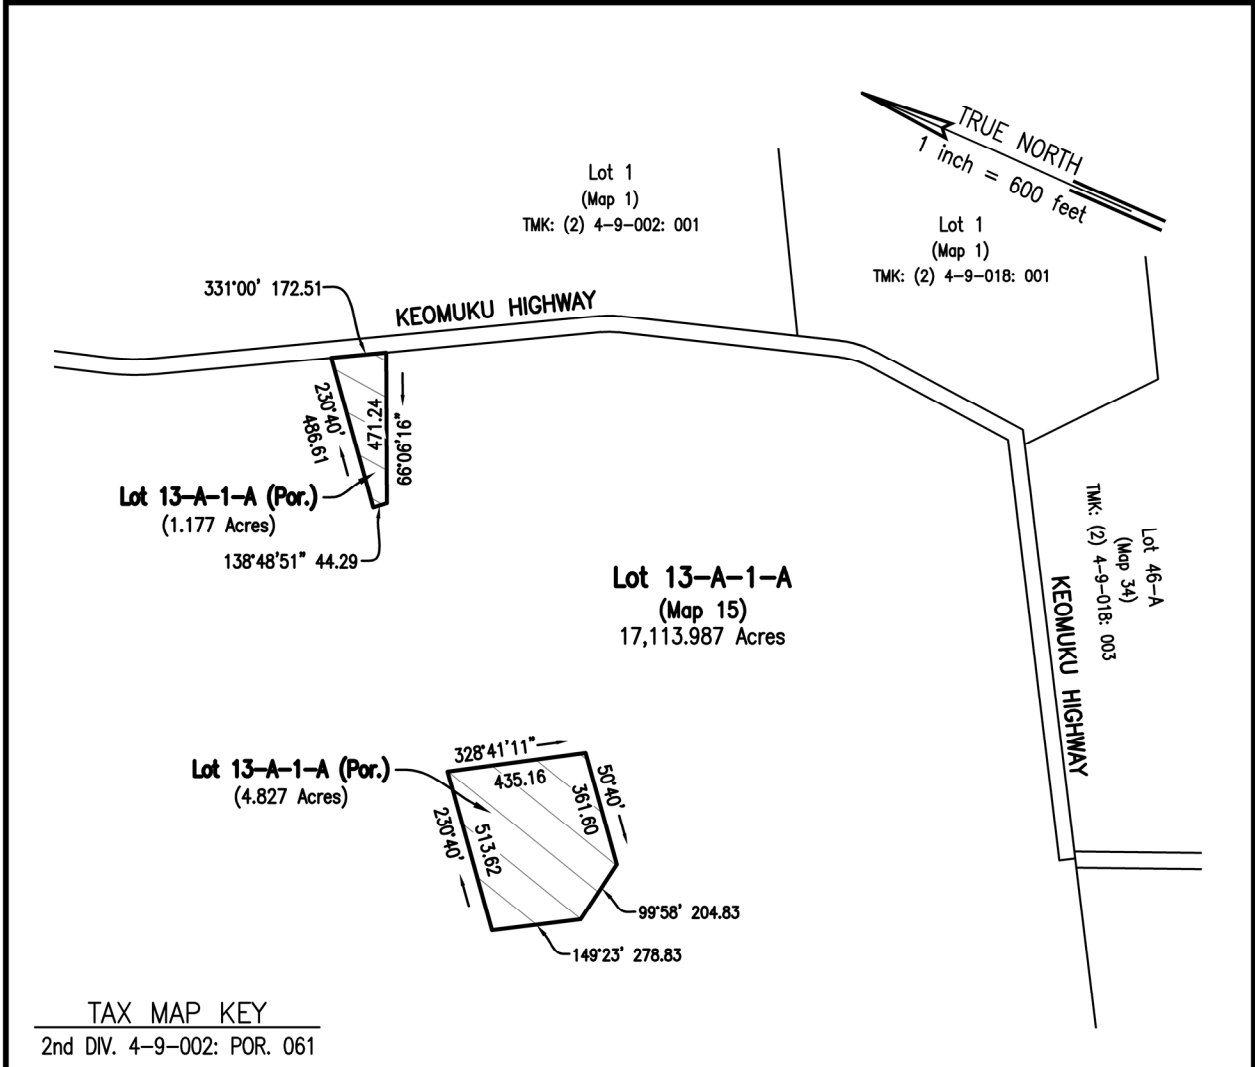 TRUE NORTH
1 inch = 600 feet
Lot 1
(Map 1)
TMK: (2) 4-9-002: 001
Lot 1
(Map 1)
TMK: (2) 4-9-018: 001
331°00' 172.51
KEOMUKU HIGHWAY
230°40'
486.61
471.24
66°06'16"
Lot 13-A-1-A (Por.)
(1.177 Acres)
138°48'51" 44.29
Lot 13-A-1-A
(Map 15)
17,113.987 Acres
Lot 46-A
(Map 34)
TMK: (2) 4-9-018: 003
KEOMUKU HIGHWAY
328°41'11"
435.16
Lot 13-A-1-A (Por.)
(4.827 Acres)
50°40'
361.60
230°40'
513.62
99°58' 204.83
149°23' 278.83
TAX MAP KEY
2nd DIV. 4-9-002: POR. 061